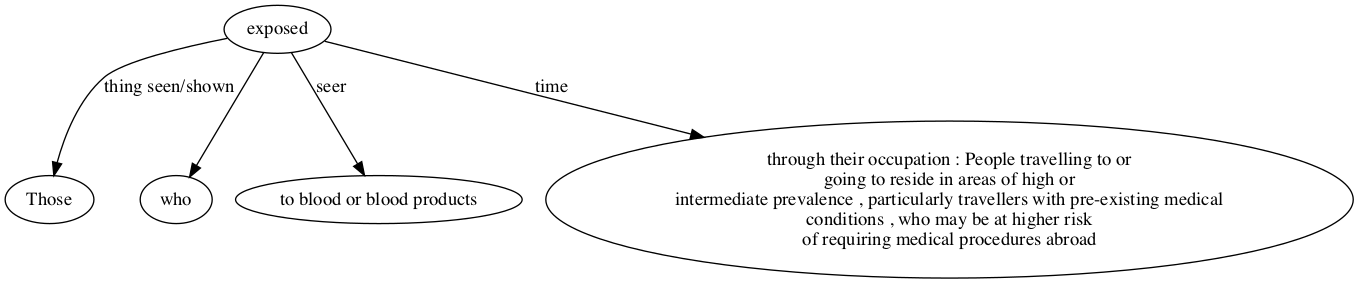 exposed
thing seen/shown
seer
time
Those
who
to blood or blood products
through their occupation : People travelling to or
going to reside in areas of high or
intermediate prevalence , particularly travellers with pre-existing medical
conditions , who may be at higher risk
of requiring medical procedures abroad